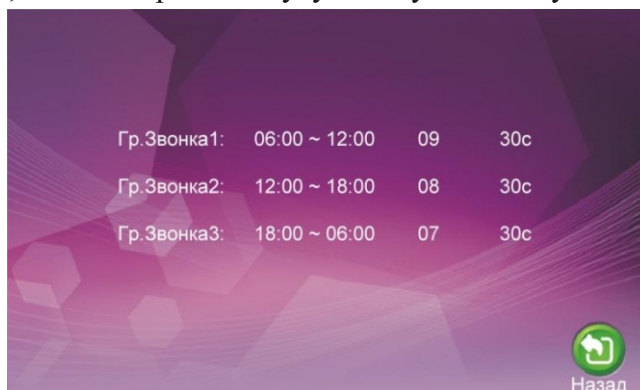 Гр.Звонка1: 06:00 ~ 12:00 09 30с
Гр.Звонка2: 12:00 ~ 18:00 08 30с
Гр.Звонка3: 18:00 ~ 06:00 07 30с
Назад